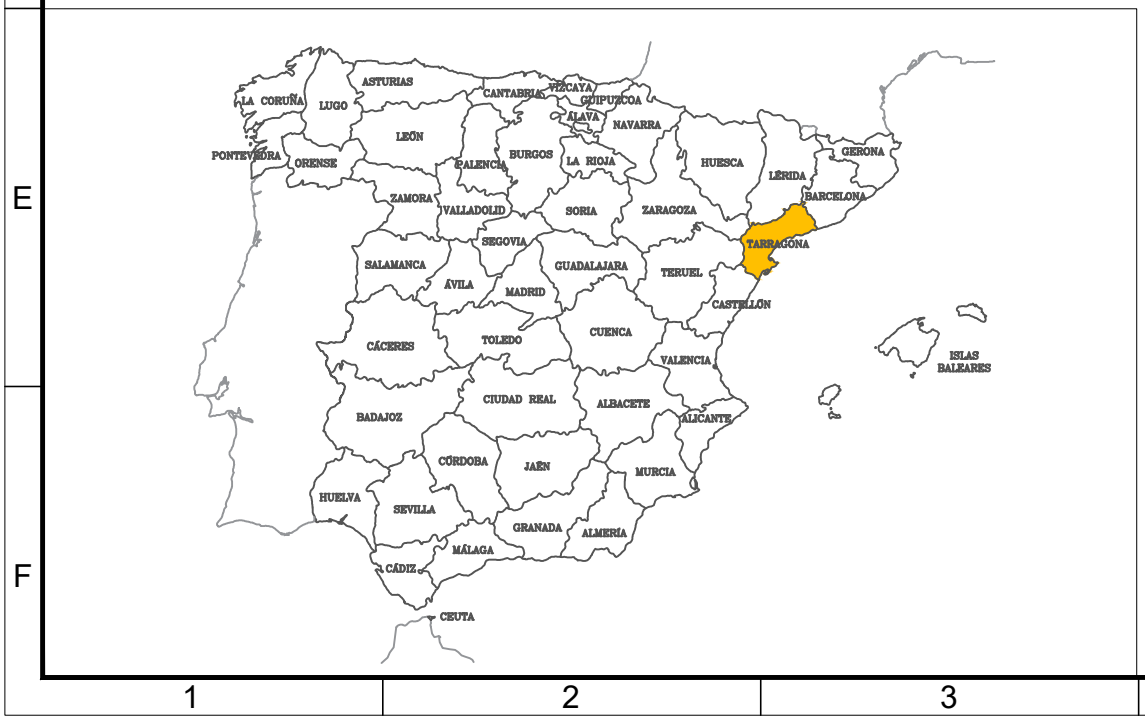 ASTURIAS
CANTABRIA
VIZCAYA
GUIPUZCOA
LA CORUÑA
LUGO
ÁLAVA
NAVARRA
LEÓN
PONTEVEDRA
ORENSE
PALENCIA
BURGOS
LA RIOJA
HUESCA
LÉRIDA
GERONA
BARCELONA
E
ZAMORA
VALLADOLID
SORIA
ZARAGOZA
SEGOVIA
TARRAGONA
SALAMANCA
ÁVILA
MADRID
GUADALAJARA
TERUEL
CASTELLÓN
CÁCERES
TOLEDO
CUENCA
VALENCIA
ISLAS
BALEARES
BADAJOZ
CIUDAD REAL
ALBACETE
ALICANTE
CÓRDOBA
JAÉN
MURCIA
HUELVA
SEVILLA
GRANADA
ALMERÍA
MÁLAGA
CÁDIZ
F
CEUTA
1
2
3